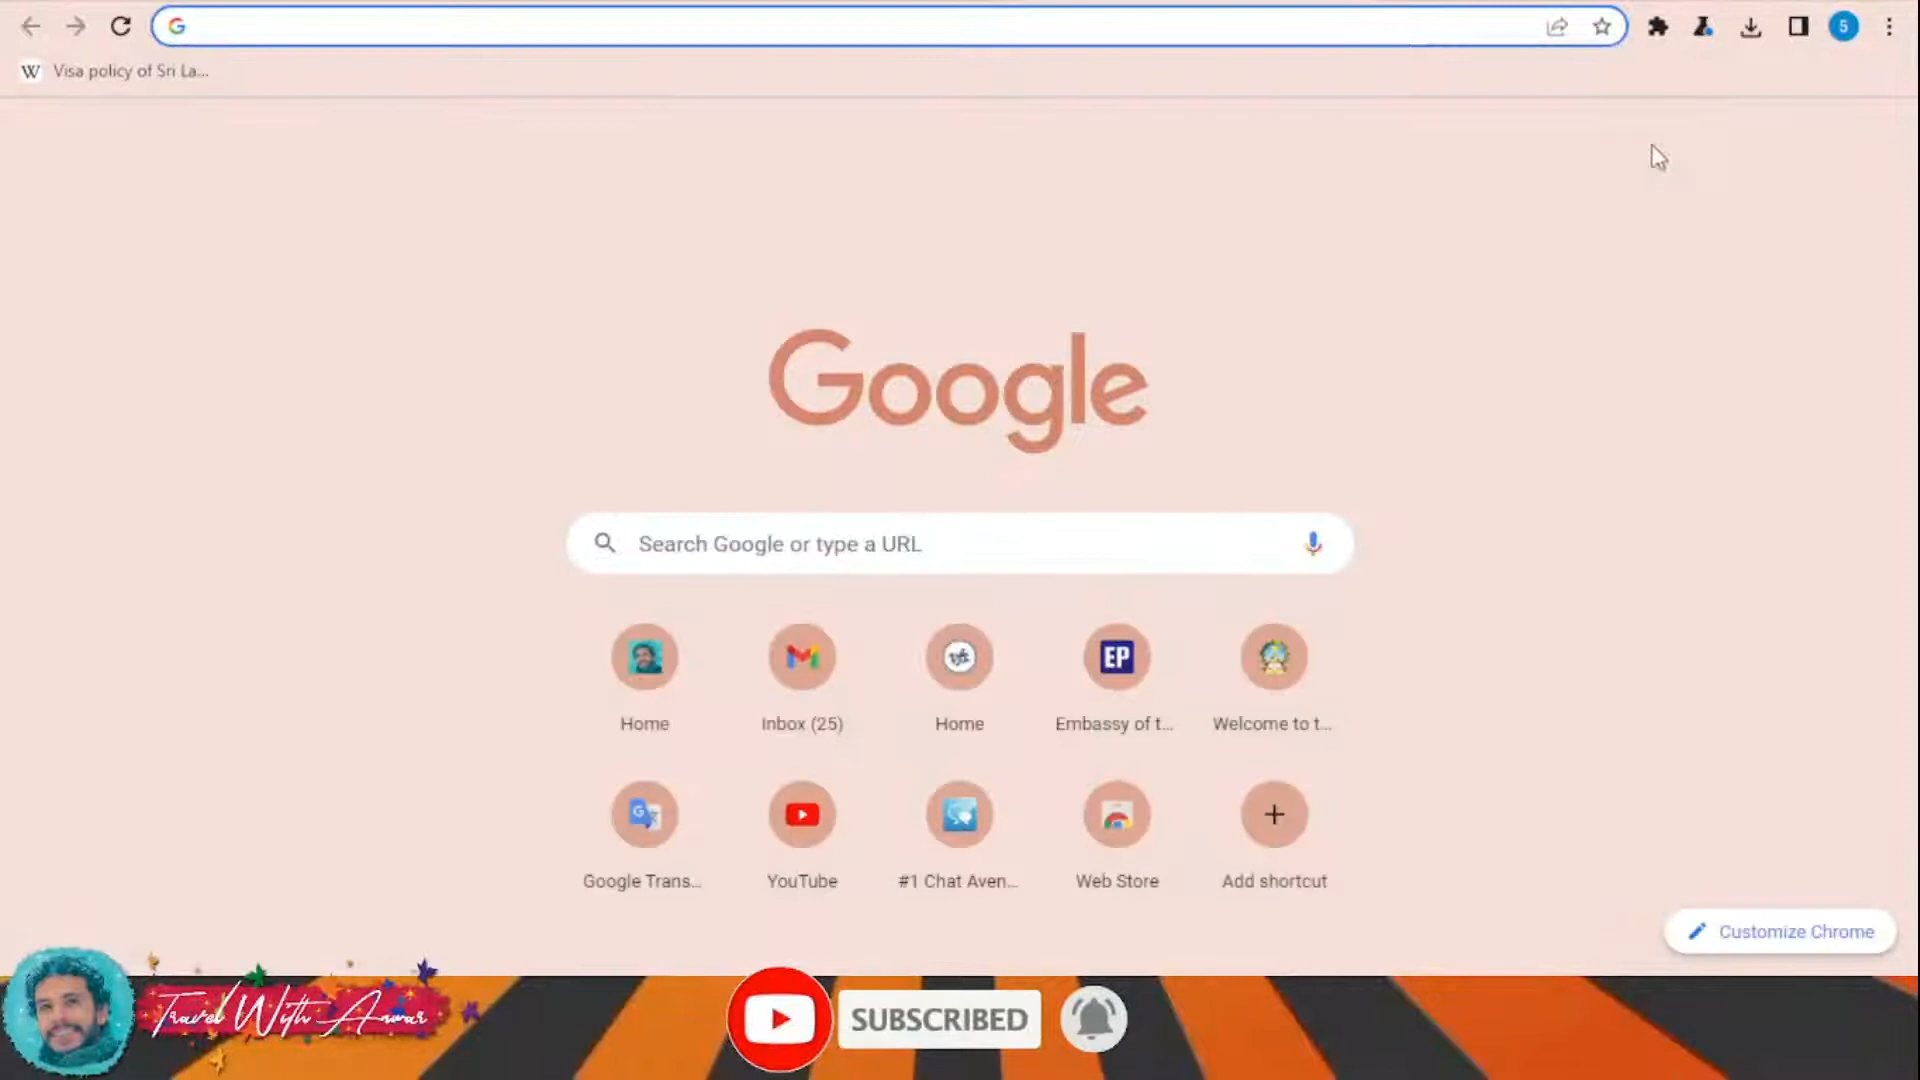 Visa policy of Sri La...
5
Google
Search Google or type a URL
Home
Inbox (25)
Home
EP
Embassy of t...
Welcome to t...
Google Trans...
YouTube
#1 Chat Aven...
Web Store
Add shortcut
Customize Chrome
Travel With Anwar
SUBSCRIBED